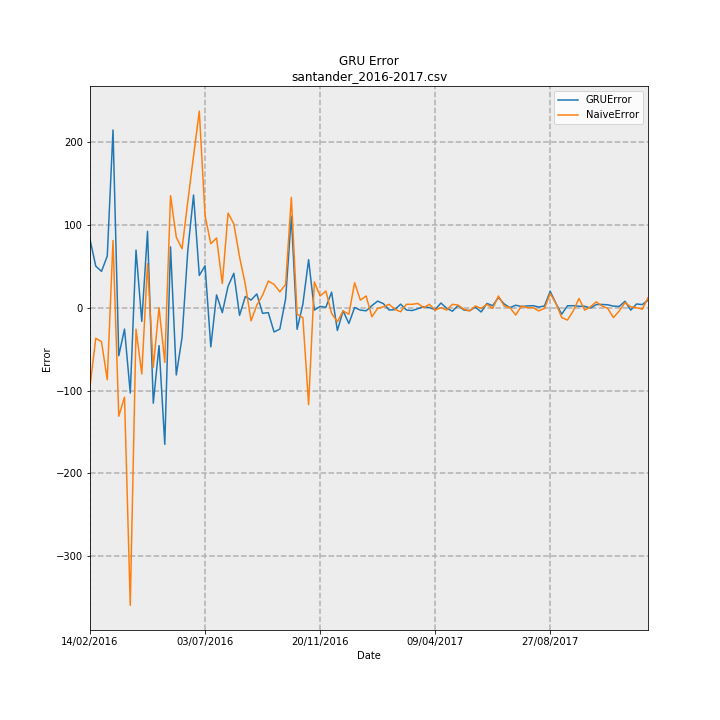 GRU Error
santander_2016-2017.csv
GRUError
NaiveError
200
100
0
−100
−200
−300
Error
14/02/2016
03/07/2016
20/11/2016
09/04/2017
27/08/2017
Date